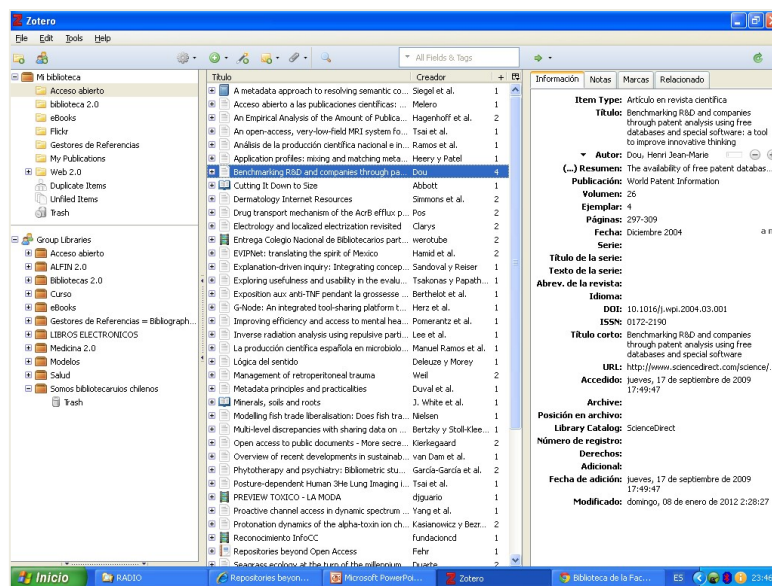 Zotero
File Edit Tools Help
All Fields & Tags
Mi biblioteca
Acceso abierto
biblioteca 2.0
eBooks
Flickr
Gestores de Referencias
My Publications
Web 2.0
Duplicate Items
Unfiled Items
Trash
Group Libraries
Acceso abierto
ALFIN 2.0
Bibliotecas 2.0
Curso
eBooks
Gestores de Referencias = Bibliograph...
LIBROS ELECTRONICOS
Medicina 2.0
Modelos
Salud
Somos bibliotecaruios chilenos
Trash
Título Creador +
A metadata approach to resolving semantic co... Siegel et al. 1
Acceso abierto a las publicaciones científicas: ... Melero 1
An Empirical Analysis of the Amount of Publica... Hagenhoff et al. 2
An open-access, very-low-field MRI system fo... Tsai et al. 1
Análisis de la producción científica nacional e in... Ramos et al. 1
Application profiles: mixing and matching meta... Heery y Patel 1
Benchmarking R&D and companies through pa... Dou 4
Cutting It Down to Size Abbott 1
Dermatology Internet Resources Simmons et al. 2
Drug transport mechanism of the AcrB efflux p... Pos 2
Electrology and localized electrization revisited Clarys 2
Entrega Colegio Nacional de Bibliotecarios part... werotube 2
EVIPNet: translating the spirit of Mexico Hamid et al. 2
Explanation-driven inquiry: Integrating concep... Sandoval y Reiser 1
Exploring usefulness and usability in the evalu... Tsakonas y Papath... 1
Exposition aux anti-TNF pendant la grossesse ... Berthelot et al. 1
G-Node: An integrated tool-sharing platform t... Herz et al. 1
Improving efficiency and access to mental hea... Pomerantz et al. 1
Inverse radiation analysis using repulsive parti... Lee et al. 1
La producción científica española en microbiolo... Manuel Ramos et al. 1
Lógica del sentido Deleuze y Morey 1
Management of retroperitoneal trauma Weil 2
Metadata principles and practicalities Duval et al. 1
Minerals, soils and roots J. White et al. 1
Modelling fish trade liberalisation: Does fish tra... Nielsen 1
Multi-level discrepancies with sharing data on ... Bertzky y Stoll-Klee... 1
Open access to public documents - More secre... Kierkegaard 2
Overview of recent developments in sustainab... van Dam et al. 1
Phytotherapy and psychiatry: Bibliometric stu... García-García et al. 2
Posture-dependent Human 3He Lung Imaging i... Tsai et al. 1
PREVIEW TOXICO - LA MODA djguario 1
Proactive channel access in dynamic spectrum ... Yang et al. 1
Protonation dynamics of the alpha-toxin ion ch... Kasianowicz y Bezr... 2
Reconocimiento InfoCC fundacioncd 1
Repositories beyond Open Access Fehr 1
Seagrass ecology at the turn of the millennium Duarte 2
Información Notas Marcas Relacionado
Item Type: Artículo en revista científica
Título: Benchmarking R&D and companies
through patent analysis using free
databases and special software: a tool
to improve innovative thinking
Autor: Dou, Henri Jean-Marie
(...) Resumen: The availability of free patent databas...
Publicación: World Patent Information
Volumen: 26
Ejemplar: 4
Páginas: 297-309
Fecha: Diciembre 2004 a m
Serie:
Título de la serie:
Texto de la serie:
Abrev. de la revista:
Idioma:
DOI: 10.1016/j.wpi.2004.03.001
ISSN: 0172-2190
Título corto: Benchmarking R&D and companies
through patent analysis using free
databases and special software
URL: http://www.sciencedirect.com/science/...
Accedido: jueves, 17 de septiembre de 2009
17:49:47
Archive:
Posición en archivo:
Library Catalog: ScienceDirect
Número de registro:
Derechos:
Adicional:
Fecha de adición: jueves, 17 de septiembre de 2009
17:49:47
Modificado: domingo, 08 de enero de 2012 2:28:27
Inicio RADIO Repositories beyon... Microsoft PowerPoi... Zotero Biblioteca de la Fac... ES